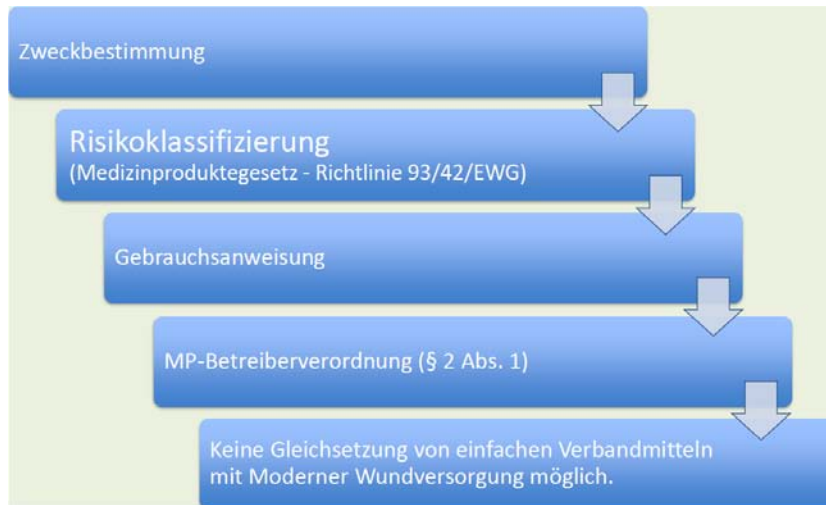 Zweckbestimmung
Risikoklassifizierung
(Medizinproduktegesetz - Richtlinie 93/42/EWG)
Gebrauchsanweisung
MP-Betreiberverordnung (§ 2 Abs. 1)
Keine Gleichsetzung von einfachen Verbandmitteln
mit Moderner Wundversorgung möglich.